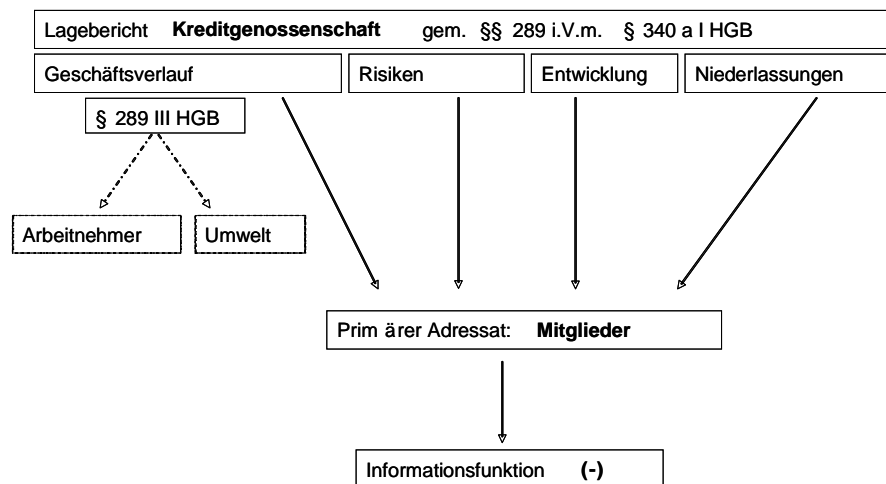 Lagebericht Kreditgenossenschaft gem. §§ 289 i.V.m. § 340 a I HGB
Geschäftsverlauf Risiken Entwicklung Niederlassungen
§ 289 III HGB
Arbeitnehmer Umwelt
Prim ärer Adressat: Mitglieder
Informationsfunktion (-)